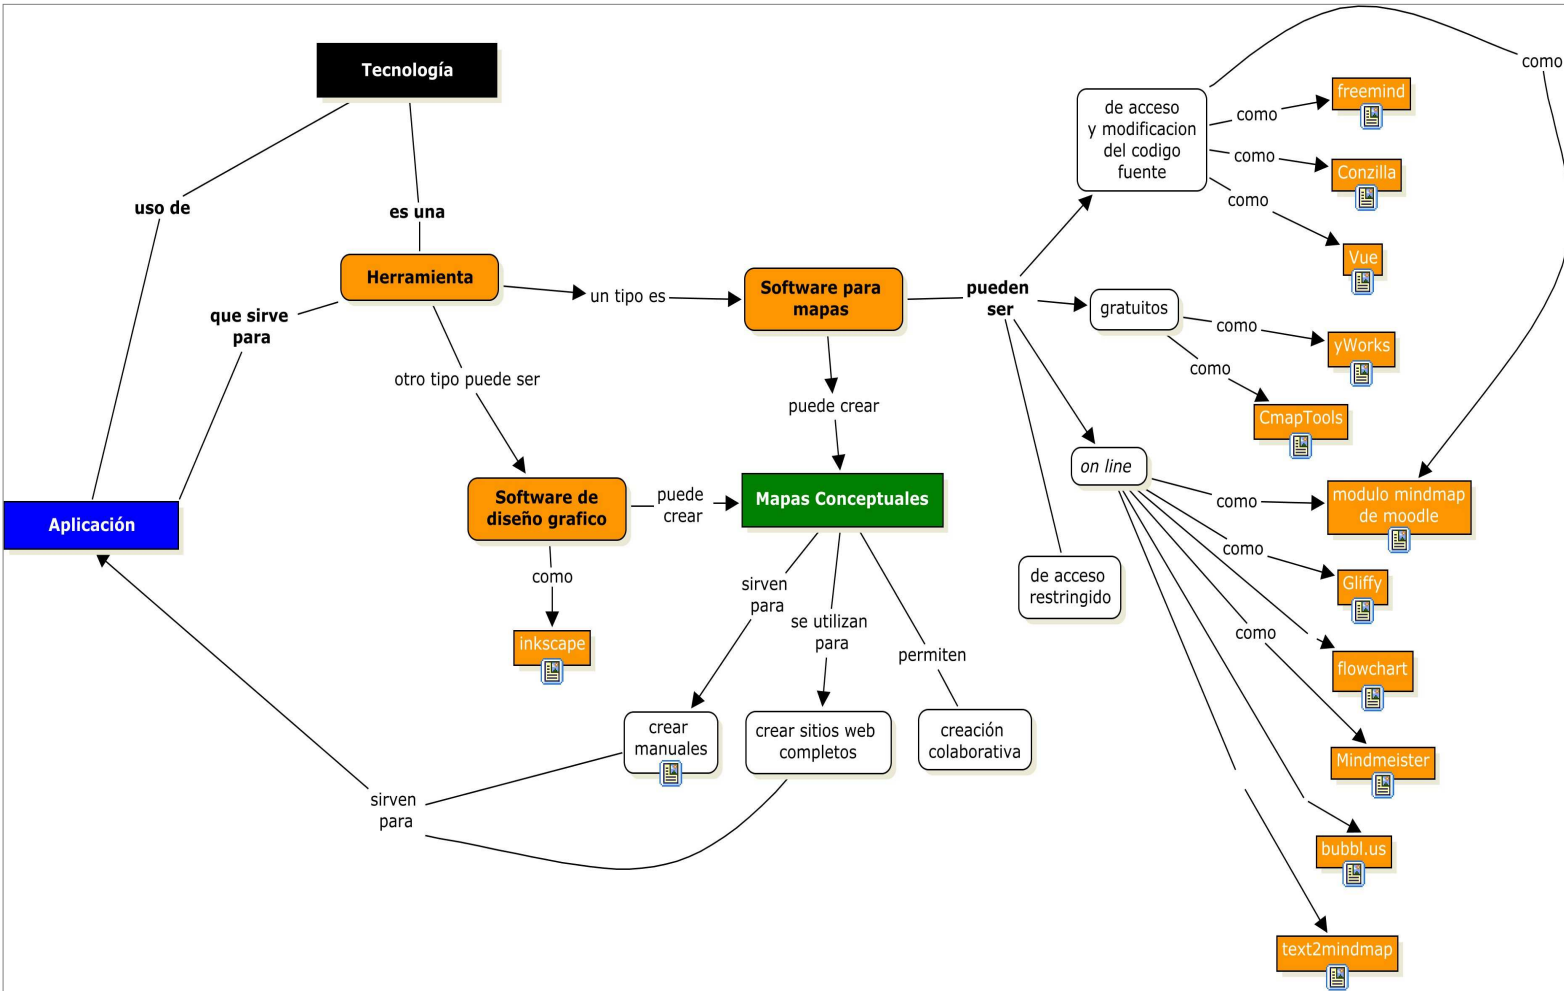 Tecnología
uso de
es una
Herramienta
que sirve
para
un tipo es
otro tipo puede ser
Aplicación
Software para
mapas
pueden
ser
puede crear
Software de
diseño grafico
puede
crear
Mapas Conceptuales
como
inkscape
sirven
para
se utilizan
para
permiten
crear
manuales
crear sitios web
completos
creación
colaborativa
sirven
para
de acceso
y modificacion
del codigo
fuente
como
como
freemind
como
Conzilla
como
Vue
gratuitos
como
yWorks
como
CmapTools
on line
como
modulo mindmap
de moodle
como
Gliffy
flowchart
como
Mindmeister
bubbl.us
text2mindmap
de acceso
restringido